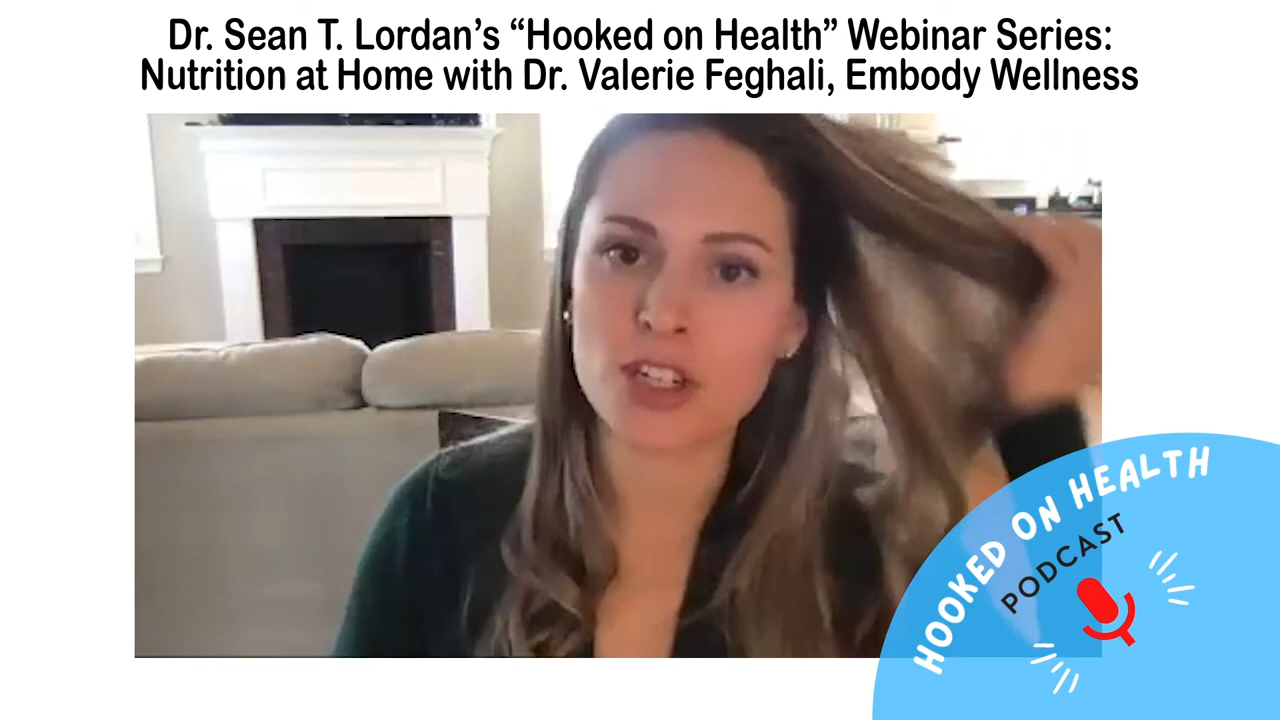 Dr. Sean T. Lordan’s “Hooked on Health” Webinar Series:
Nutrition at Home with Dr. Valerie Feghali, Embody Wellness
HOOKED ON HEALTH
PODCAST